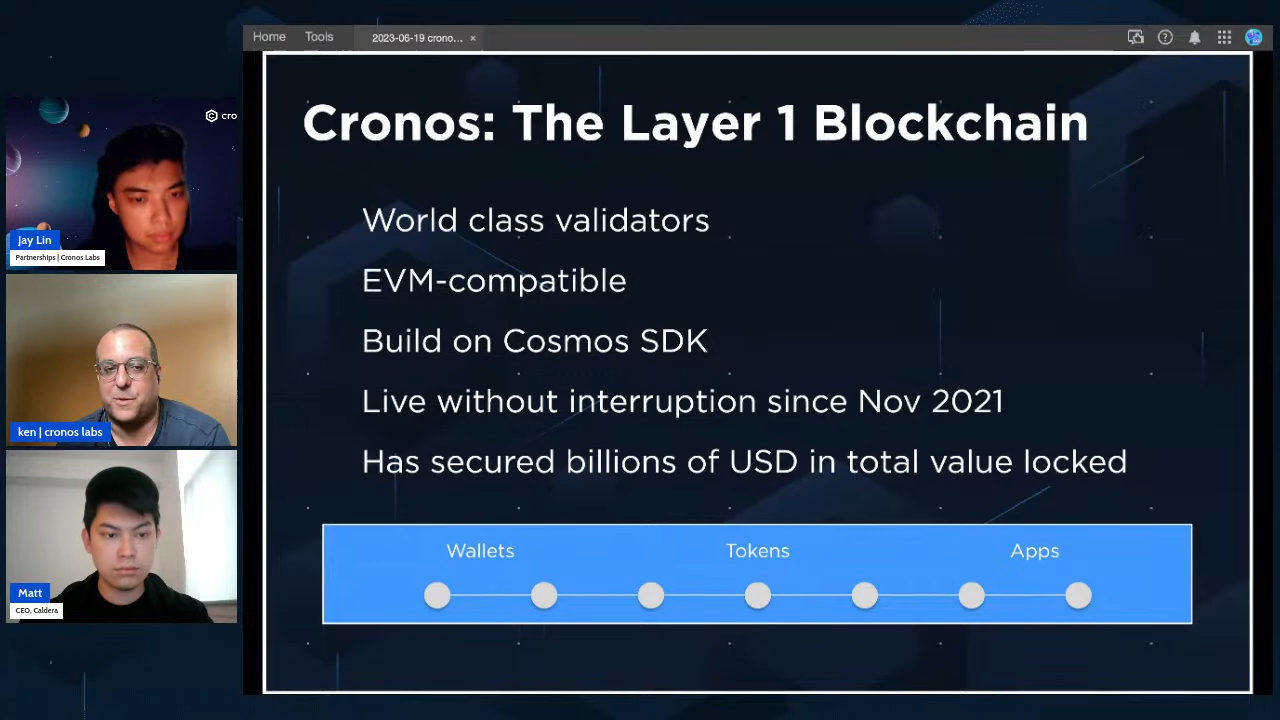 Home Tools 2023-06-19 crono... ×
cro
Jay Lin
Partnerships | Cronos Labs
ken | cronos labs
Matt
CEO, Caldera
Cronos: The Layer 1 Blockchain
World class validators
EVM-compatible
Build on Cosmos SDK
Live without interruption since Nov 2021
Has secured billions of USD in total value locked
Wallets Tokens Apps